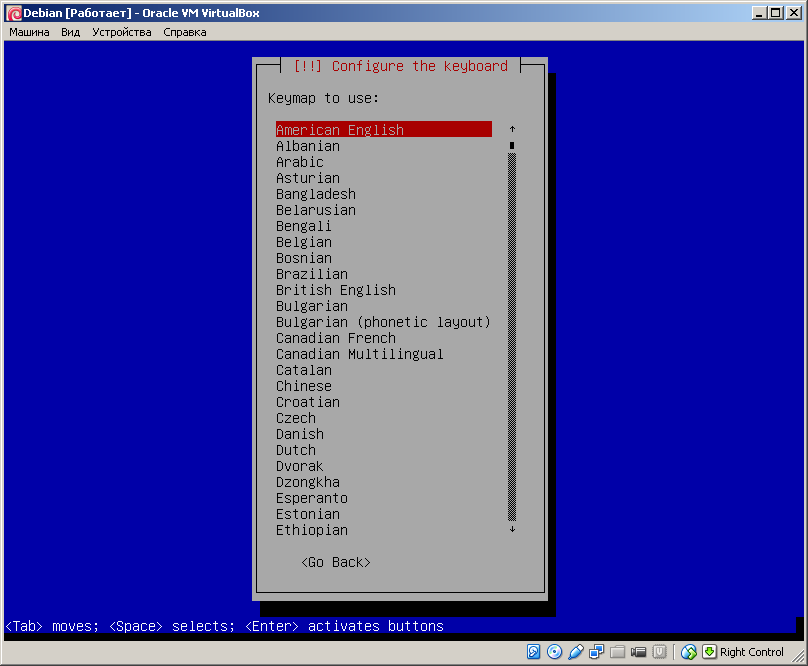 Debian [Работает] - Oracle VM VirtualBox
Машина Вид Устройства Справка
[!!] Configure the keyboard
Keymap to use:
American English
Albanian
Arabic
Asturian
Bangladesh
Belarusian
Bengali
Belgian
Bosnian
Brazilian
British English
Bulgarian
Bulgarian (phonetic layout)
Canadian French
Canadian Multilingual
Catalan
Chinese
Croatian
Czech
Danish
Dutch
Dvorak
Dzongkha
Esperanto
Estonian
Ethiopian
<Go Back>
<Tab> moves; <Space> selects; <Enter> activates buttons
Right Control